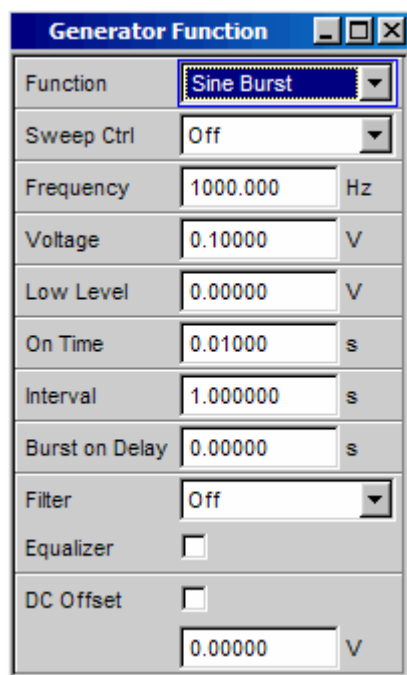 Generator Function
Function Sine Burst
Sweep Ctrl Off
Frequency 1000.000 Hz
Voltage 0.10000 V
Low Level 0.00000 V
On Time 0.01000 s
Interval 1.000000 s
Burst on Delay 0.00000 s
Filter Off
Equalizer
DC Offset
0.00000 V